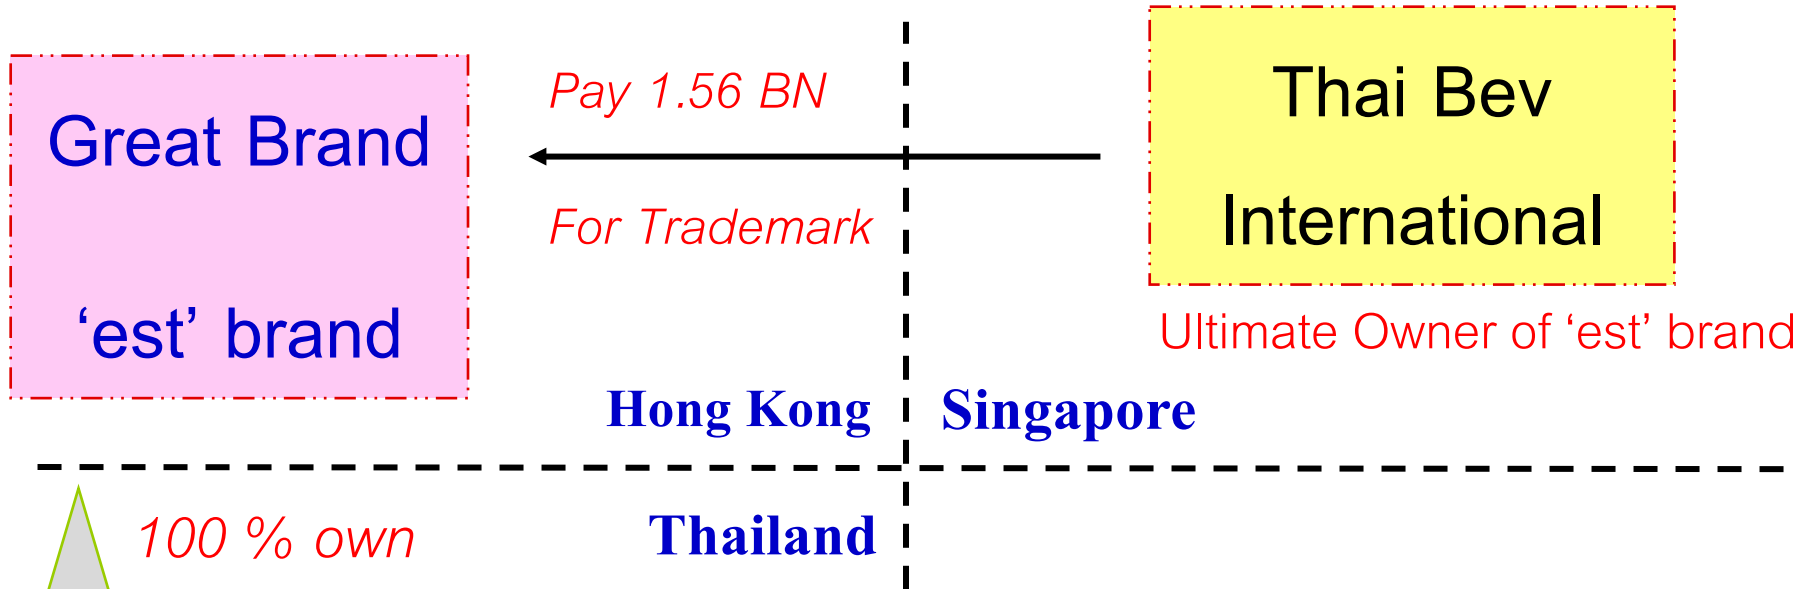 Great Brand
‘est’ brand
Pay 1.56 BN
For Trademark
Thai Bev
International
Ultimate Owner of ‘est’ brand
Hong Kong
Singapore
100 % own
Thailand